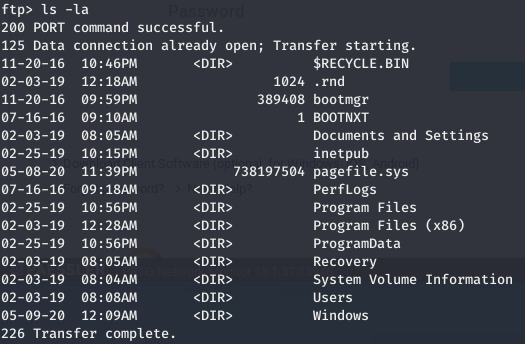 ftp> ls -la
200 PORT command successful.
125 Data connection already open; Transfer starting.
11-20-16  10:46PM       <DIR>          $RECYCLE.BIN
02-03-19  12:18AM                 1024 .rnd
11-20-16  09:59PM               389408 bootmgr
07-16-16  09:10AM                    1 BOOTNXT
02-03-19  08:05AM       <DIR>          Documents and Settings
02-25-19  10:15PM       <DIR>          inetpub
05-08-20  11:39PM            738197504 pagefile.sys
07-16-16  09:18AM       <DIR>          PerfLogs
02-25-19  10:56PM       <DIR>          Program Files
02-03-19  12:28AM       <DIR>          Program Files (x86)
02-25-19  10:56PM       <DIR>          ProgramData
02-03-19  08:05AM       <DIR>          Recovery
02-03-19  08:04AM       <DIR>          System Volume Information
02-03-19  08:08AM       <DIR>          Users
05-09-20  12:09AM       <DIR>          Windows
226 Transfer complete.
Password